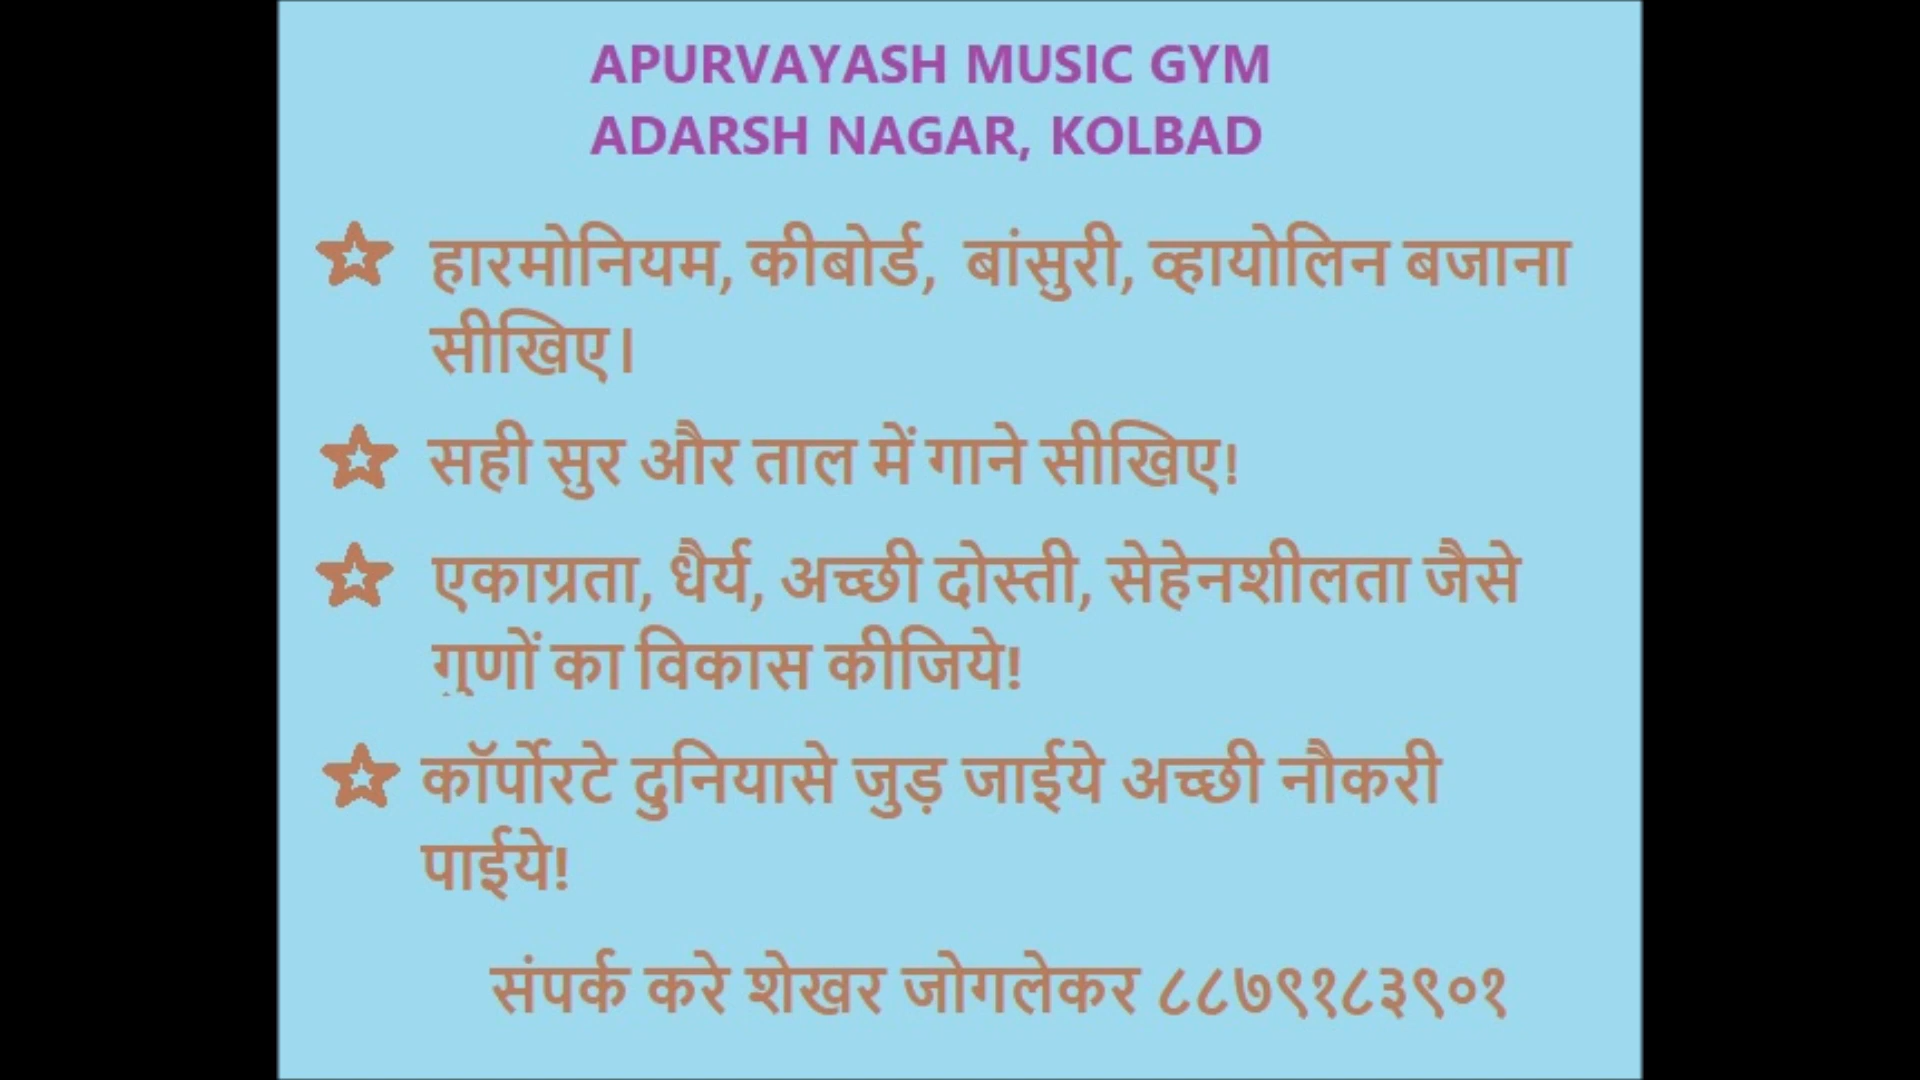 APURVAYASH MUSIC GYM
ADARSH NAGAR, KOLBAD
हारमोनियम, कीबोर्ड, बांसुरी, व्हायोलिन बजाना
सीखिए।
सही सुर और ताल में गाने सीखिए!
एकाग्रता, धैर्य, अच्छी दोस्ती, सेहेनशीलता जैसे
गुणों का विकास कीजिये!
कॉर्पोरटे दुनियासे जुड़ जाईये अच्छी नौकरी
पाईये!
संपर्क करे शेखर जोगलेकर ८८७९१८३९०१